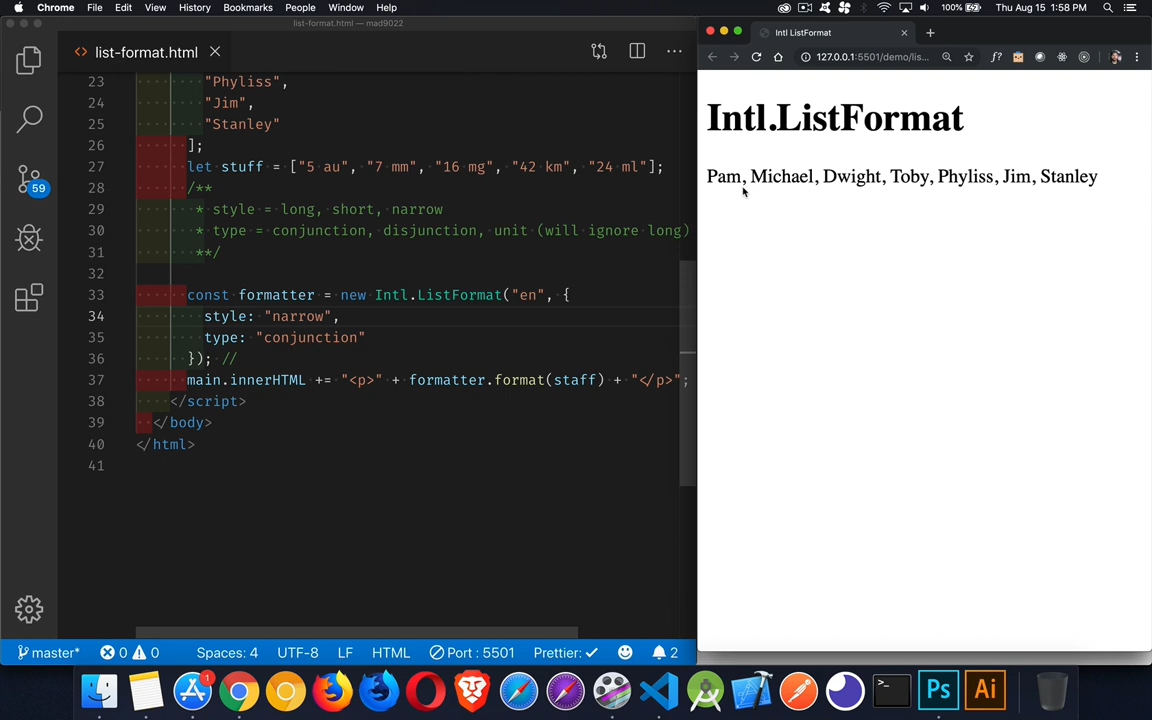 Chrome File Edit View History Bookmarks People Window Help 100% Thu Aug 15 1:58 PM
list-format.html — mad9022
<> list-format.html
23 "Phyliss",
24 "Jim",
25 "Stanley"
26 ];
27 let stuff = ["5 au", "7 mm", "16 mg", "42 km", "24 ml"];
28 /**
29 * style = long, short, narrow
30 * type = conjunction, disjunction, unit (will ignore long)
31 **/
32
33 const formatter = new Intl.ListFormat("en", {
34 style: "narrow",
35 type: "conjunction"
36 }); //
37 main.innerHTML += "<p>" + formatter.format(staff) + "</p>";
38 </script>
39 </body>
40 </html>
41
59
master* 0 0 Spaces: 4 UTF-8 LF HTML Port : 5501 Prettier: 2
Intl ListFormat
127.0.0.1:5501/demo/lis...
f?
Intl.ListFormat
Pam, Michael, Dwight, Toby, Phyliss, Jim, Stanley
1
Ps
Ai